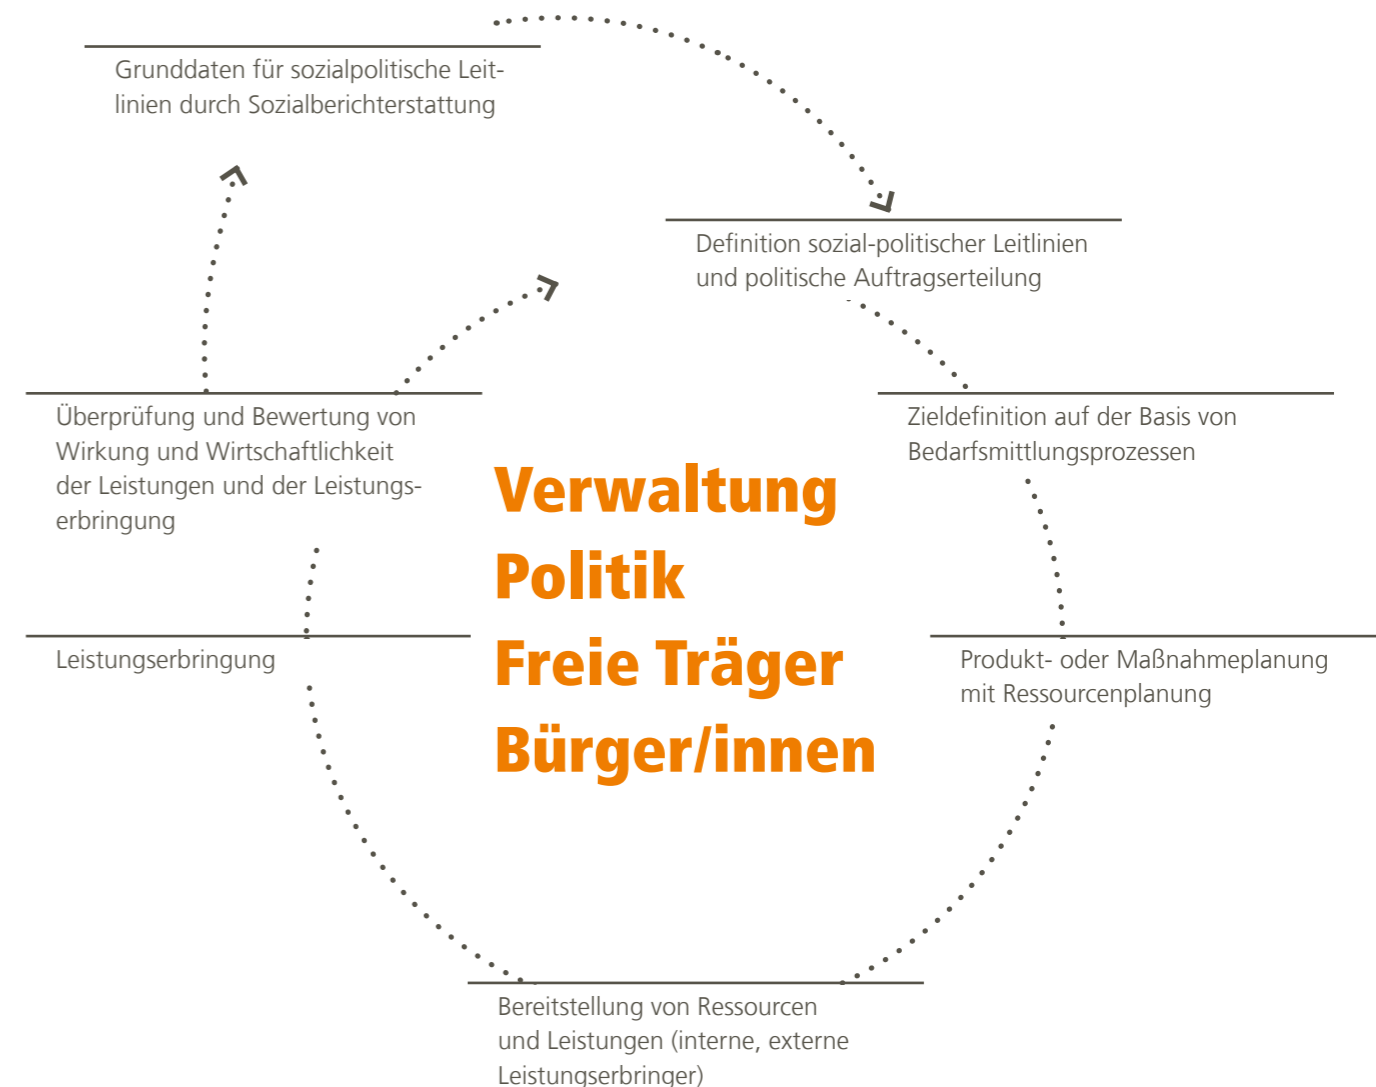 Grunddaten für sozialpolitische Leit-
linien durch Sozialberichterstattung
Definition sozial-politischer Leitlinien
und politische Auftragserteilung
Überprüfung und Bewertung von
Wirkung und Wirtschaftlichkeit
der Leistungen und der Leistungs-
erbringung
Zieldefinition auf der Basis von
Bedarfsmittlungsprozessen
Verwaltung
Politik
Freie Träger
Bürger/innen
Leistungserbringung
Produkt- oder Maßnahmeplanung
mit Ressourcenplanung
Bereitstellung von Ressourcen
und Leistungen (interne, externe
Leistungserbringer)